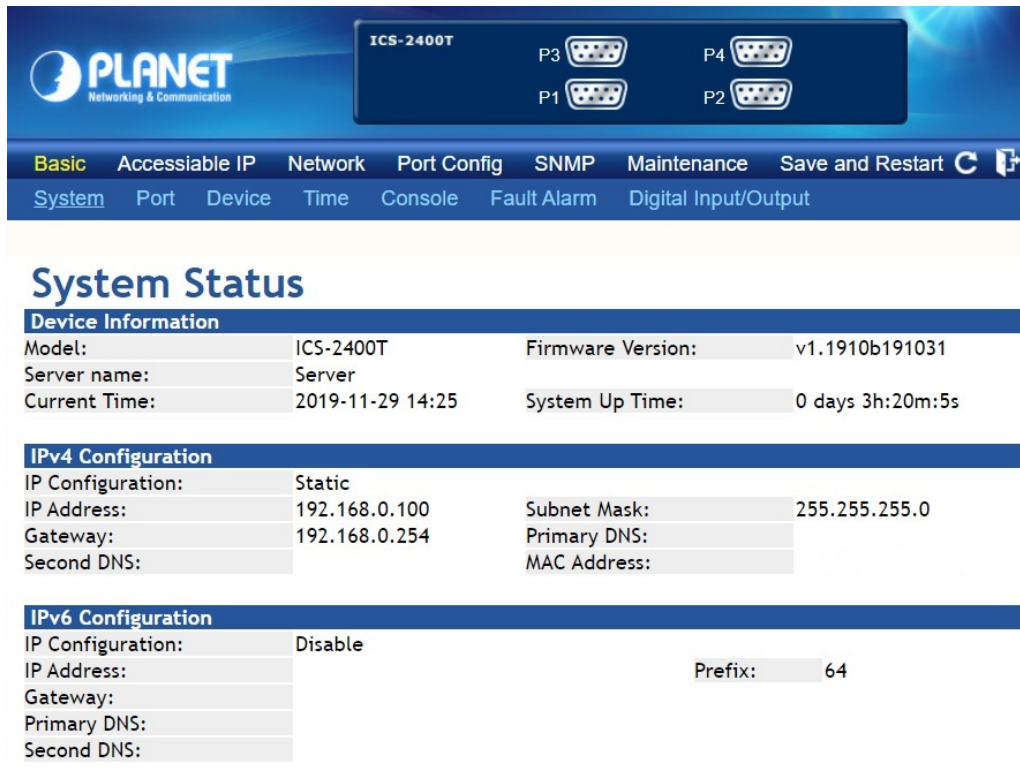 PLANET
Networking & Communication
ICS-2400T
P3 P4
P1 P2
Basic Accessiable IP Network Port Config SNMP Maintenance Save and Restart
System Port Device Time Console Fault Alarm Digital Input/Output
System Status
Device Information
Model: ICS-2400T Firmware Version: v1.1910b191031
Server name: Server
Current Time: 2019-11-29 14:25 System Up Time: 0 days 3h:20m:5s
IPv4 Configuration
IP Configuration: Static
IP Address: 192.168.0.100 Subnet Mask: 255.255.255.0
Gateway: 192.168.0.254 Primary DNS:
Second DNS: MAC Address:
IPv6 Configuration
IP Configuration: Disable
IP Address: Prefix: 64
Gateway:
Primary DNS:
Second DNS: